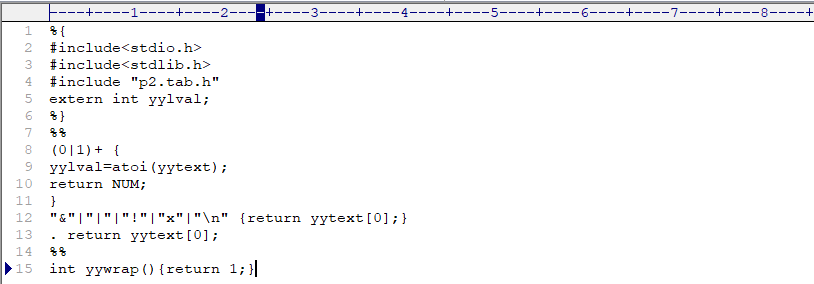 ----+----1----+----2----+----3----+----4----+----5----+----6----+----7----+----8----+
1 %{
2 #include<stdio.h>
3 #include<stdlib.h>
4 #include "p2.tab.h"
5 extern int yylval;
6 %}
7 %%
8 (0|1)+ {
9 yylval=atoi(yytext);
10 return NUM;
11 }
12 "&"|"|"|"!"|"x"|"\n" {return yytext[0];}
13 . return yytext[0];
14 %%
15 int yywrap(){return 1;}